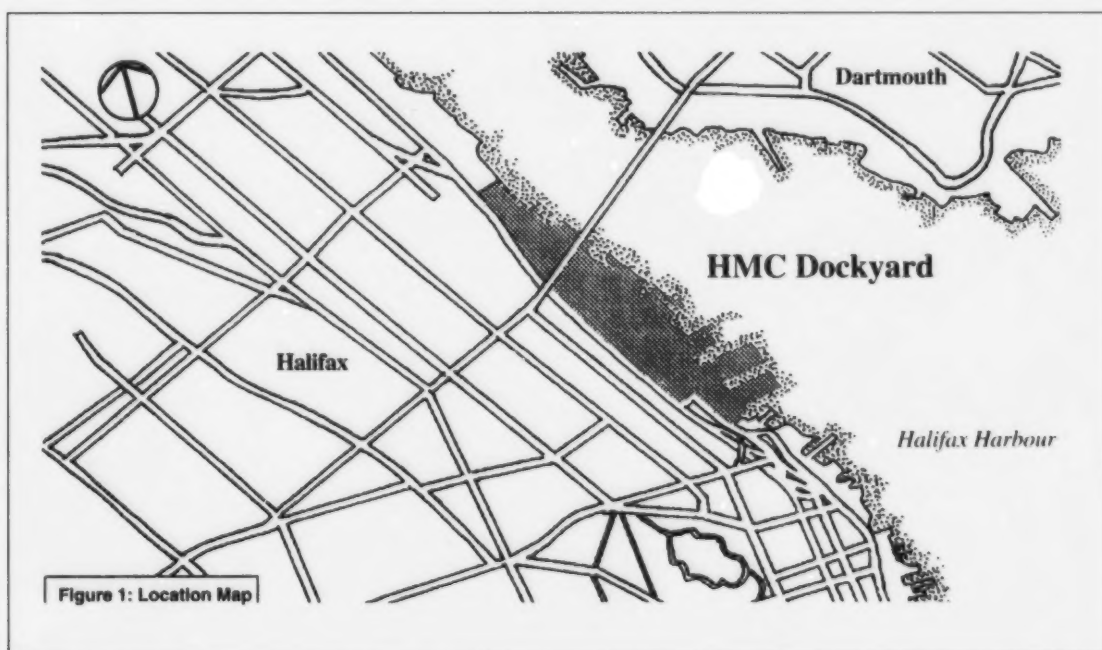 Dartmouth
HMC Dockyard
Halifax
Halifax Harbour
Figure 1: Location Map